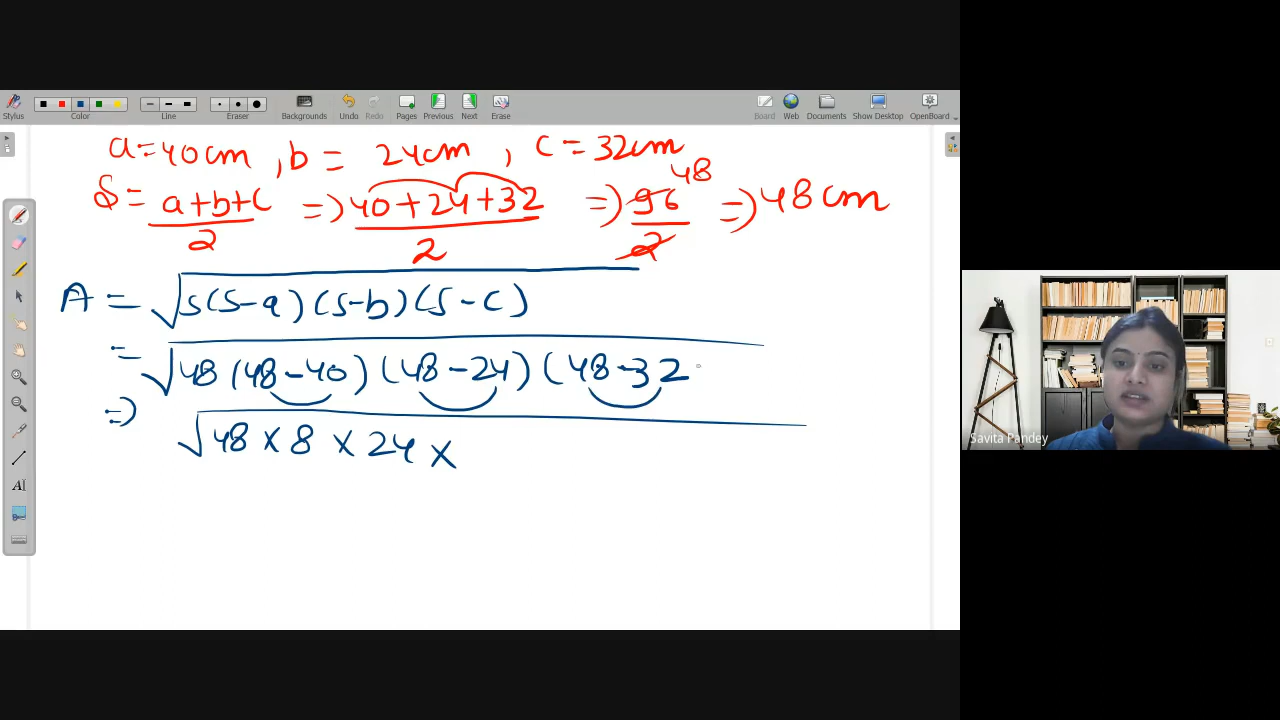 Stylus Color Line Eraser Backgrounds Undo Redo Pages Previous Next Erase Board Web Documents Show Desktop OpenBoard
a=40cm, b = 24cm, c = 32cm
S = a+b+c/2 => 40+24+32/2 => 96/2 48 => 48cm
A = √s(s-a)(s-b)(s-c)
= √48(48-40)(48-24)(48-32
=> √48×8×24×
AI
Savita Pandey